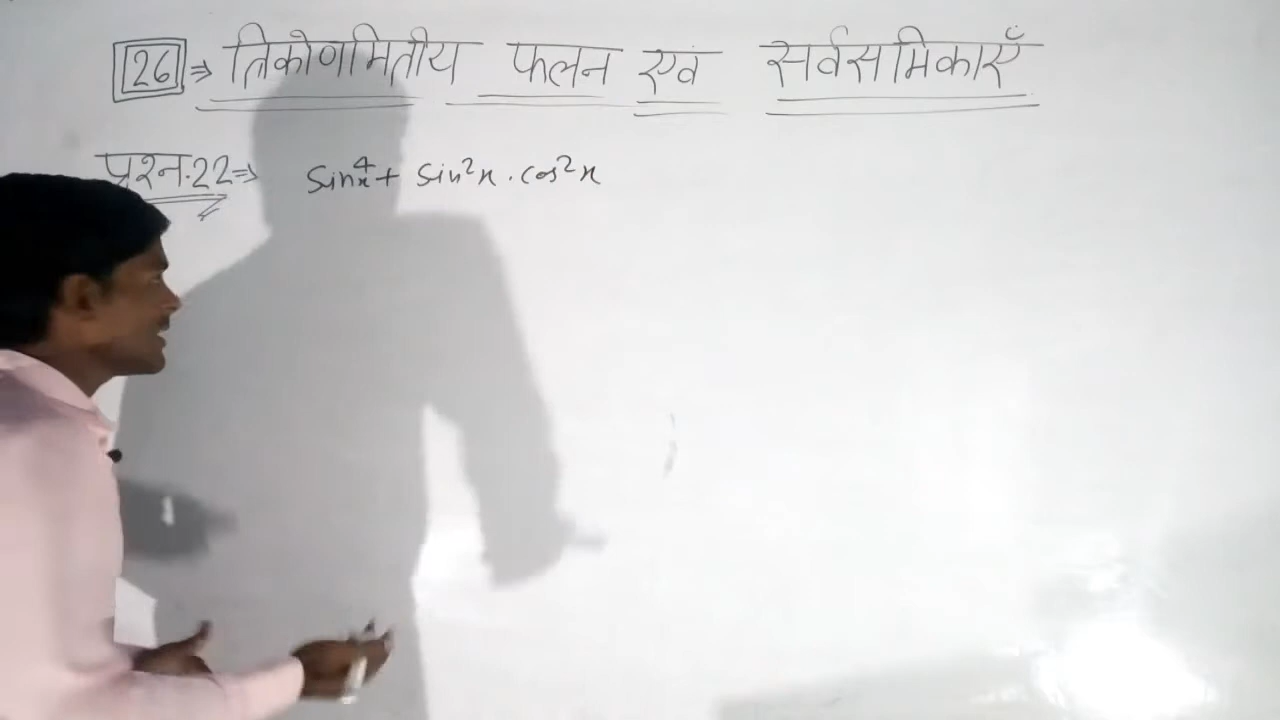 26 ⇒ त्रिकोणमितीय फलन एवं सर्वसमिकाएँ
प्रश्न.22⇒ sin⁴x + sin²x . cos²x